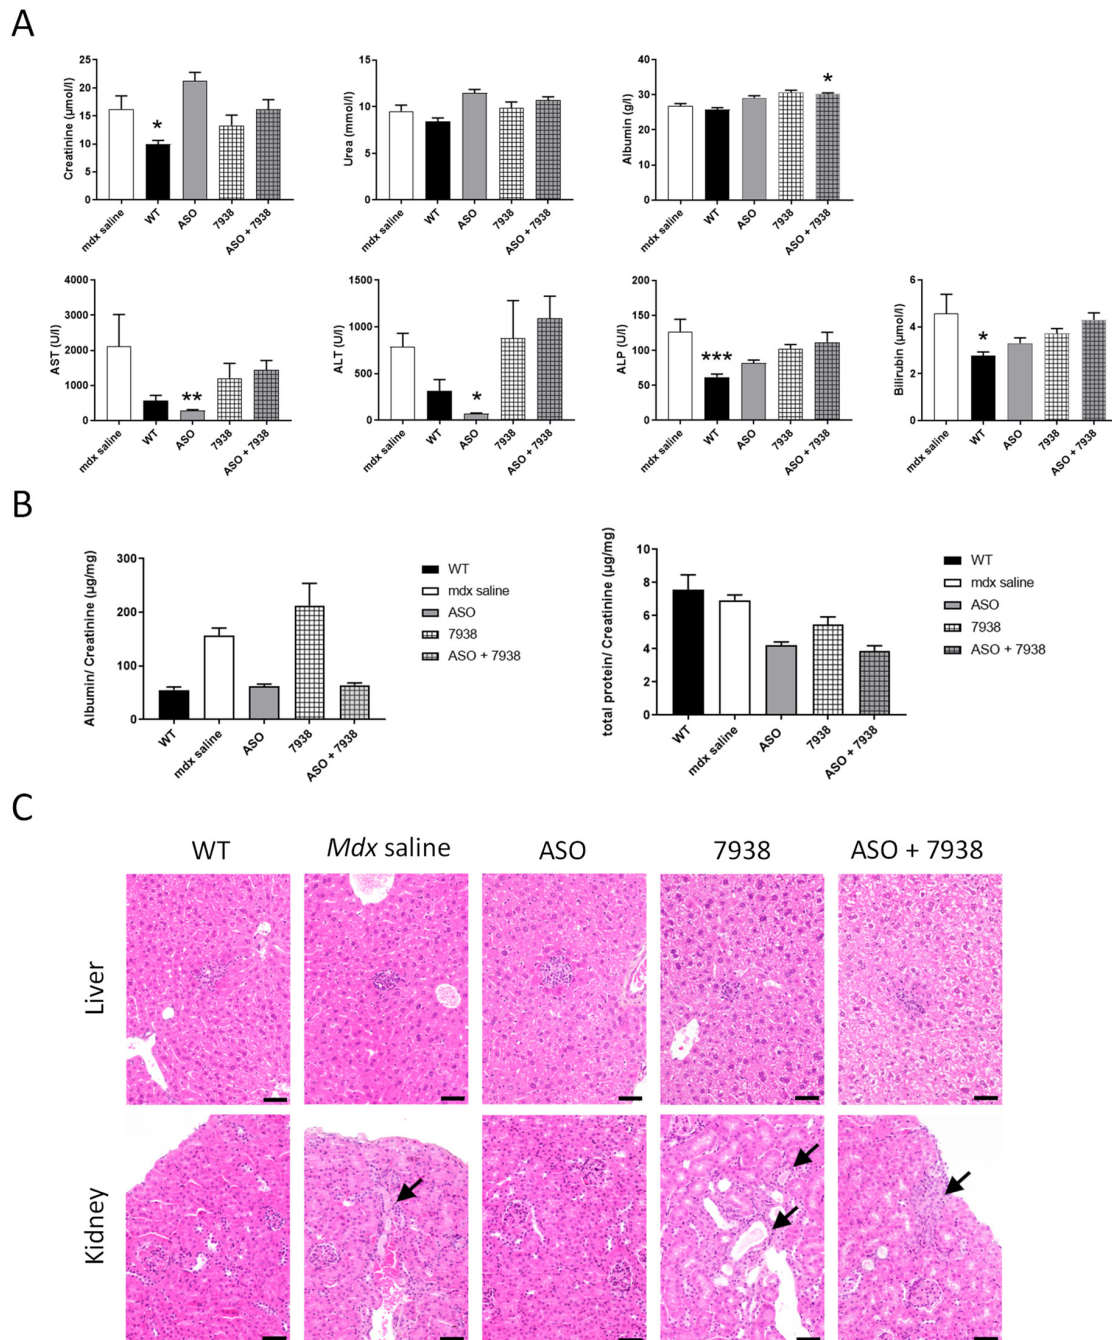 A
Creatinine (µmol/l)
25
20
15
10
5
0
*
mdx saline
WT
ASO
7938
ASO + 7938
Urea (mmol/l)
15
10
5
0
mdx saline
WT
ASO
7938
ASO + 7938
Albumin (g/l)
40
30
20
10
0
*
mdx saline
WT
ASO
7938
ASO + 7938
AST (U/l)
4000
3000
2000
1000
0
**
mdx saline
WT
ASO
7938
ASO + 7938
ALT (U/l)
1500
1000
500
0
*
mdx saline
WT
ASO
7938
ASO + 7938
ALP (U/l)
200
150
100
50
0
***
mdx saline
WT
ASO
7938
ASO + 7938
Bilirubin (µmol/l)
6
4
2
0
*
mdx saline
WT
ASO
7938
ASO + 7938
B
Albumin/ Creatinine (µg/mg)
300
200
100
0
WT
mdx saline
ASO
7938
ASO + 7938
WT
mdx saline
ASO
7938
ASO + 7938
total protein/ Creatinine (µg/mg)
10
8
6
4
2
0
WT
mdx saline
ASO
7938
ASO + 7938
WT
mdx saline
ASO
7938
ASO + 7938
C
WT
Mdx saline
ASO
7938
ASO + 7938
Liver
Kidney